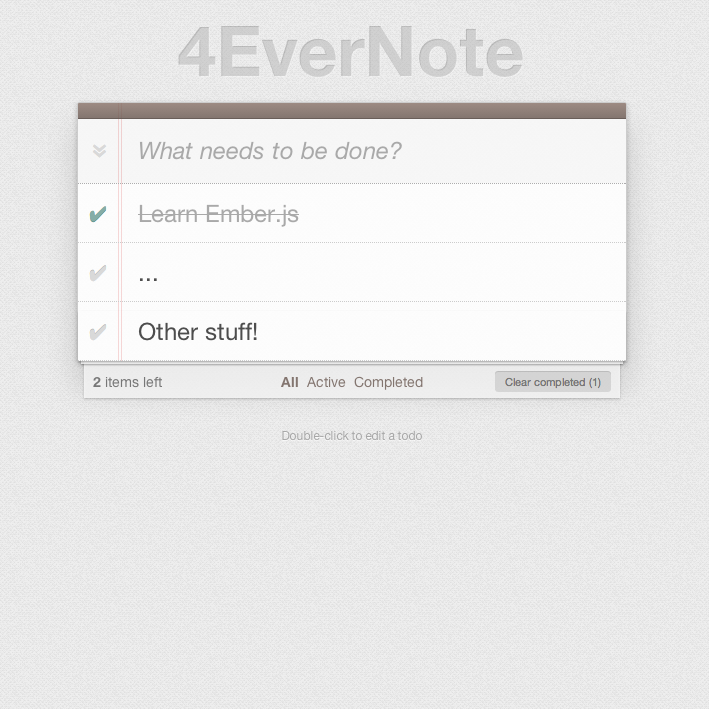 4EverNote
What needs to be done?
Learn Ember.js
...
Other stuff!
2 items left All Active Completed Clear completed (1)
Double-click to edit a todo